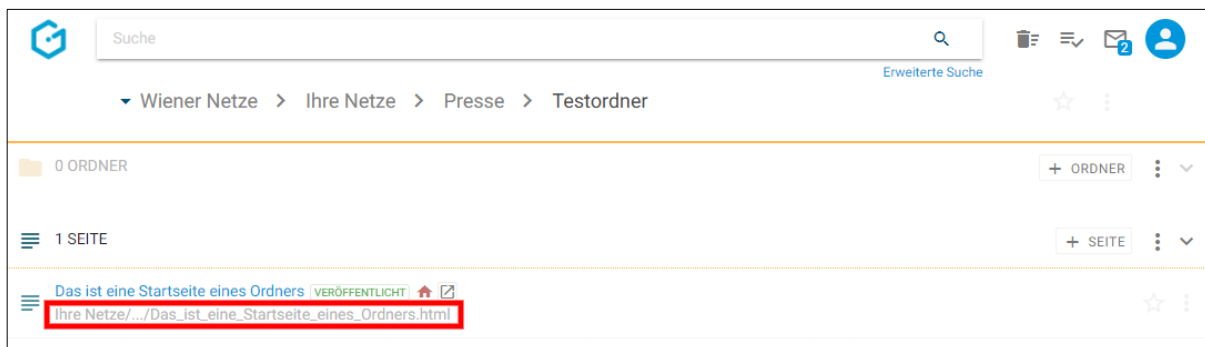 Suche
2
Erweiterte Suche
Wiener Netze > Ihre Netze > Presse > Testordner
0 ORDNER
+ ORDNER
1 SEITE
+ SEITE
Das ist eine Startseite eines Ordners VERÖFFENTLICHT
Ihre Netze/.../Das_ist_eine_Startseite_eines_Ordners.html